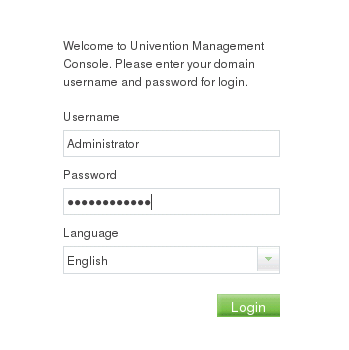 Welcome to Univention Management
Console. Please enter your domain
username and password for login.
Username
Administrator
Password
●●●●●●●●●●●●
Language
English
Login